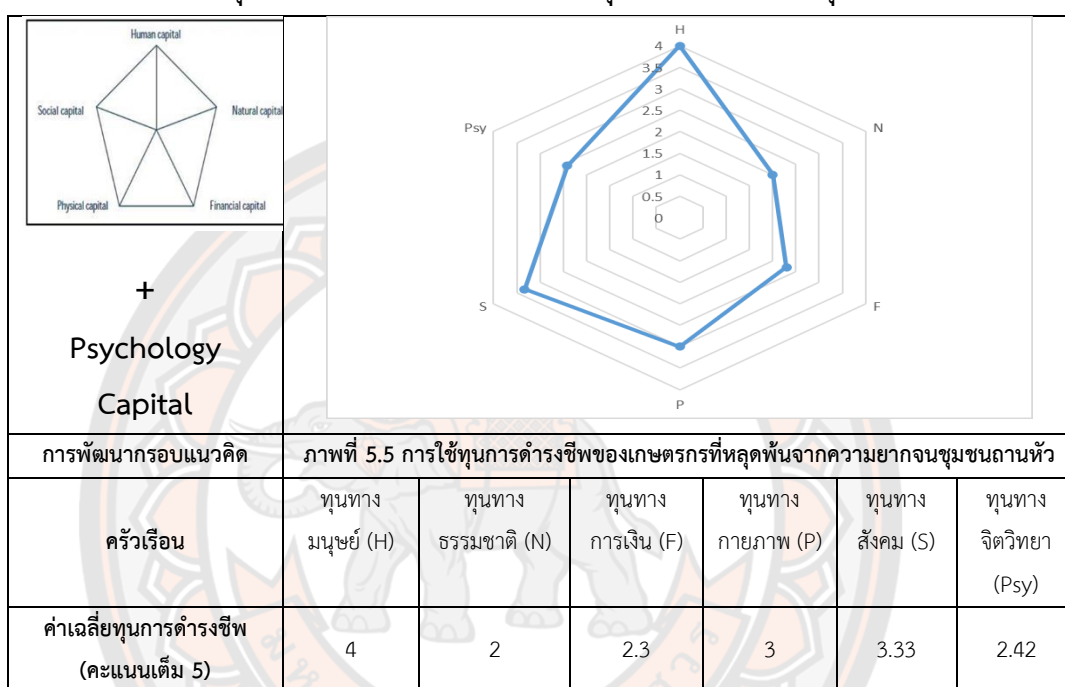 Human capital
Social capital
Natural capital
Physical capital
Financial capital
+
Psychology
Capital
H
4
3.5
3
2.5
2
1.5
1
0.5
0
Psy
N
S
F
P
การพัฒนากรอบแนวคิด
ภาพที่ 5.5 การใช้ทุนการดำรงชีพของเกษตรกรที่หลุดพ้นจากความยากจนชุมชนถานหัว
ครัวเรือน
ทุนทาง
มนุษย์ (H)
ทุนทาง
ธรรมชาติ (N)
ทุนทาง
การเงิน (F)
ทุนทาง
กายภาพ (P)
ทุนทาง
สังคม (S)
ทุนทาง
จิตวิทยา
(Psy)
ค่าเฉลี่ยทุนการดำรงชีพ
(คะแนนเต็ม 5)
4
2
2.3
3
3.33
2.42